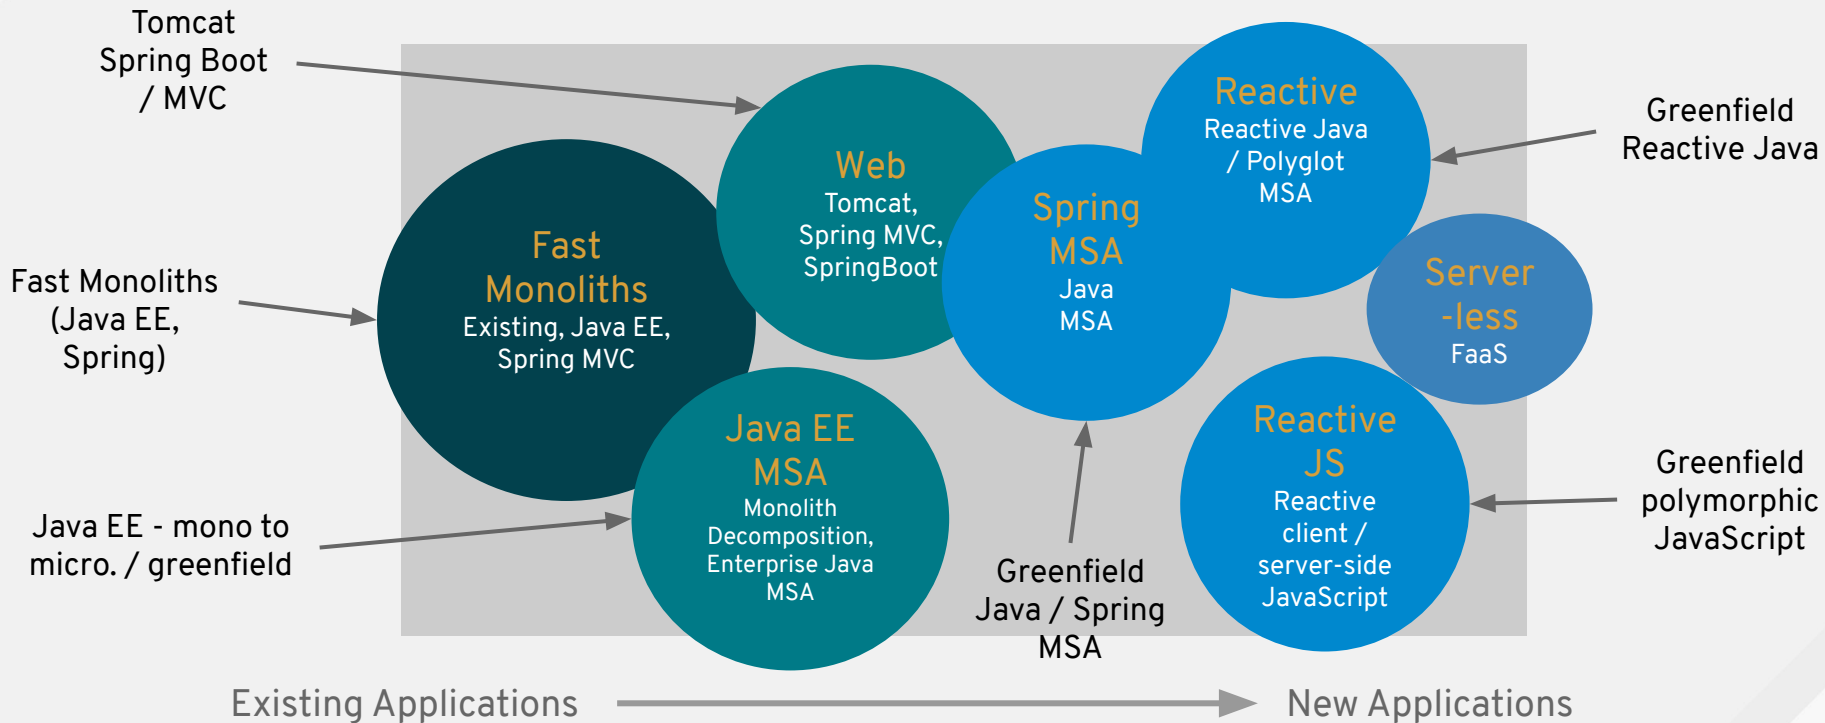 Tomcat
Spring Boot
/ MVC
Fast Monoliths
(Java EE,
Spring)
Java EE - mono to
micro. / greenfield
Fast
Monoliths
Existing, Java EE,
Spring MVC
Web
Tomcat,
Spring MVC,
SpringBoot
Java EE
MSA
Monolith
Decomposition,
Enterprise Java
MSA
Spring
MSA
Java
MSA
Greenfield
Java / Spring
MSA
Reactive
Reactive Java
/ Polyglot
MSA
Server
-less
FaaS
Reactive
JS
Reactive
client /
server-side
JavaScript
Greenfield
Reactive Java
Greenfield
polymorphic
JavaScript
Existing Applications
New Applications